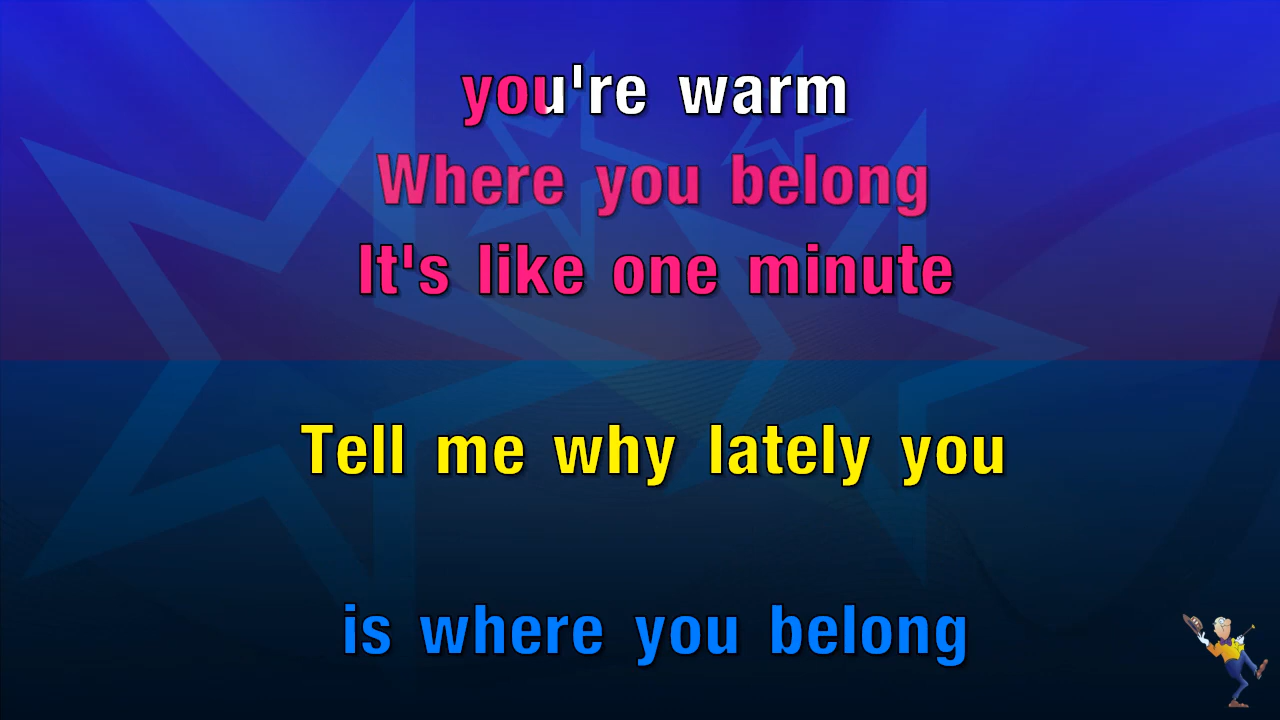 you're warm
Where you belong
It's like one minute
Tell me why lately you
is where you belong